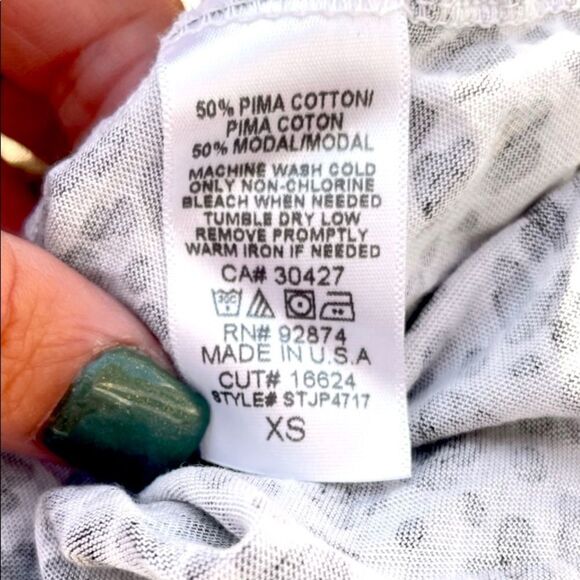 50% PIMA COTTON/
PIMA COTON
50% MODAL/MODAL
MACHINE WASH COLD
ONLY NON-CHLORINE
BLEACH WHEN NEEDED
TUMBLE DRY LOW
REMOVE PROMPTLY
WARM IRON IF NEEDED
CA# 30427
RN# 92874
MADE IN U.S.A
CUT# 16624
STYLE# STJP4717
XS